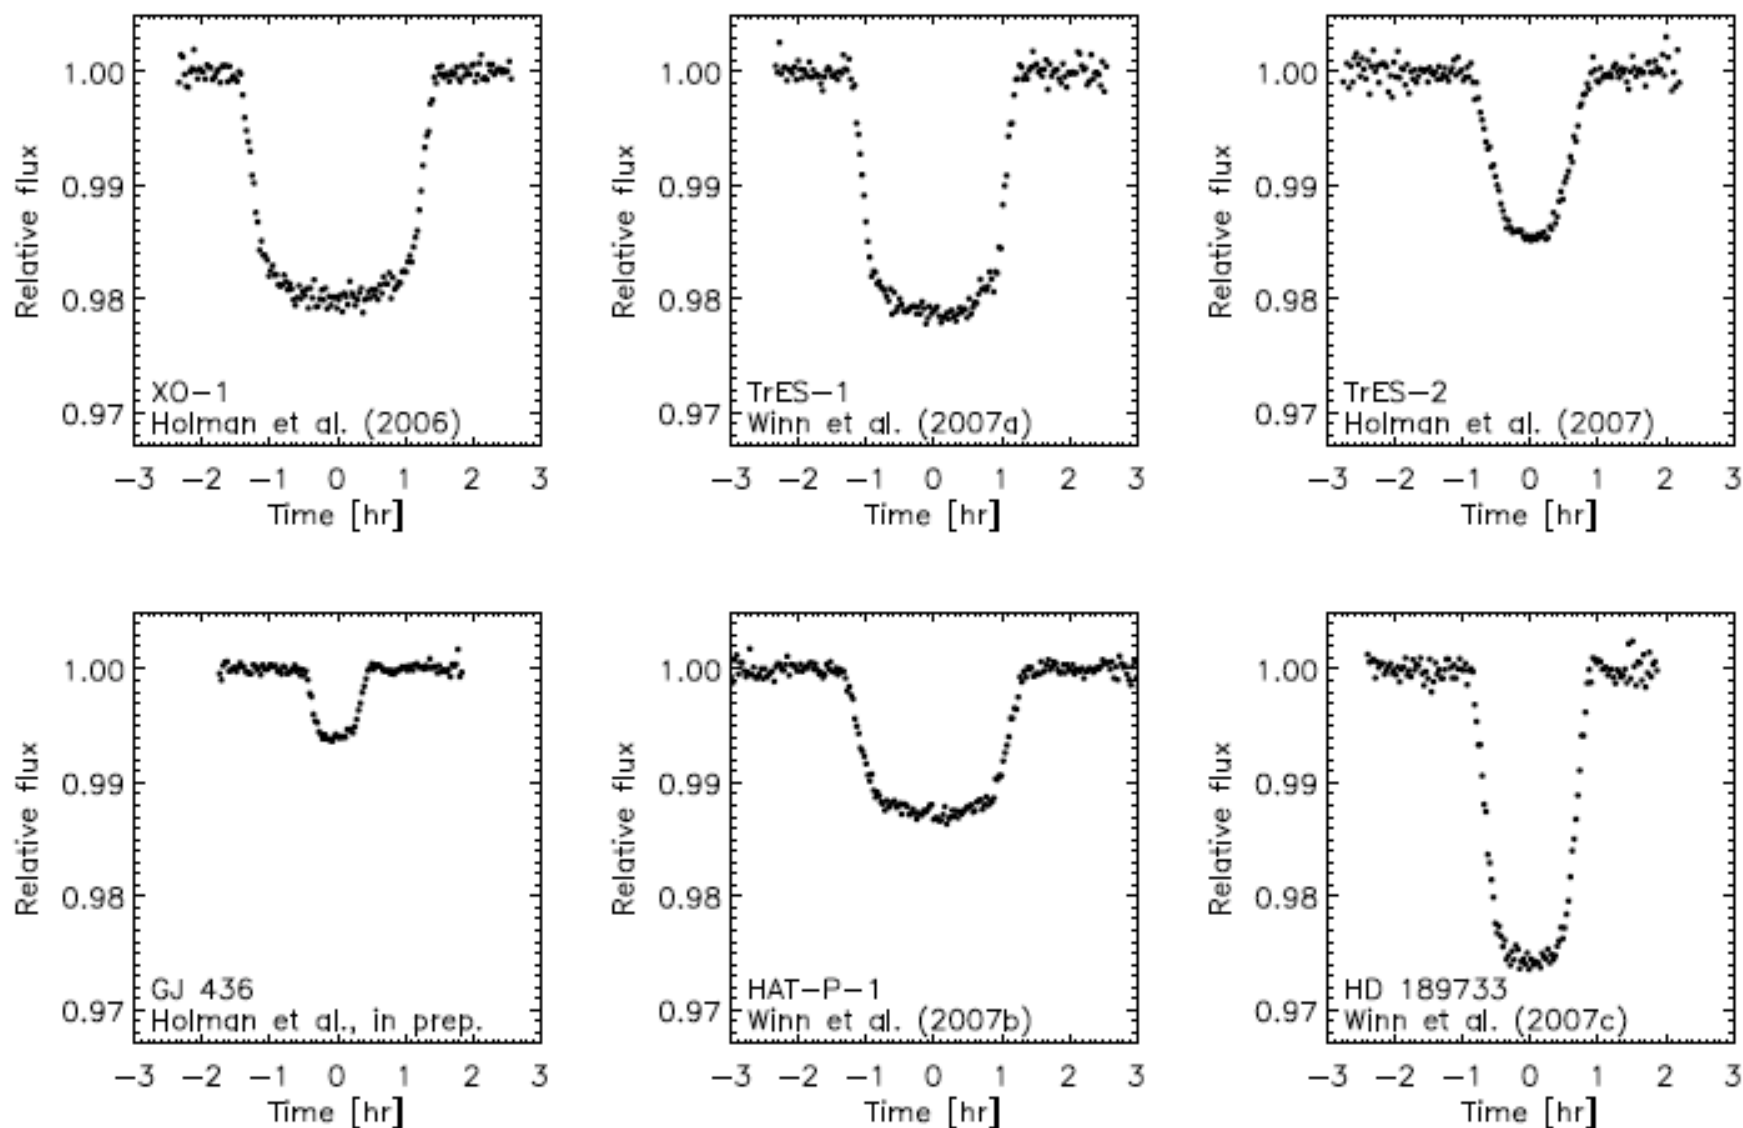 1.00
0.99
0.98
0.97
Relative flux
XO−1
Holman et al. (2006)
−3 −2 −1 0 1 2 3
Time [hr]
1.00
0.99
0.98
0.97
Relative flux
TrES−1
Winn et al. (2007a)
−3 −2 −1 0 1 2 3
Time [hr]
1.00
0.99
0.98
0.97
Relative flux
TrES−2
Holman et al. (2007)
−3 −2 −1 0 1 2 3
Time [hr]
1.00
0.99
0.98
0.97
Relative flux
GJ 436
Holman et al., in prep.
−3 −2 −1 0 1 2 3
Time [hr]
1.00
0.99
0.98
0.97
Relative flux
HAT−P−1
Winn et al. (2007b)
−3 −2 −1 0 1 2 3
Time [hr]
1.00
0.99
0.98
0.97
Relative flux
HD 189733
Winn et al. (2007c)
−3 −2 −1 0 1 2 3
Time [hr]